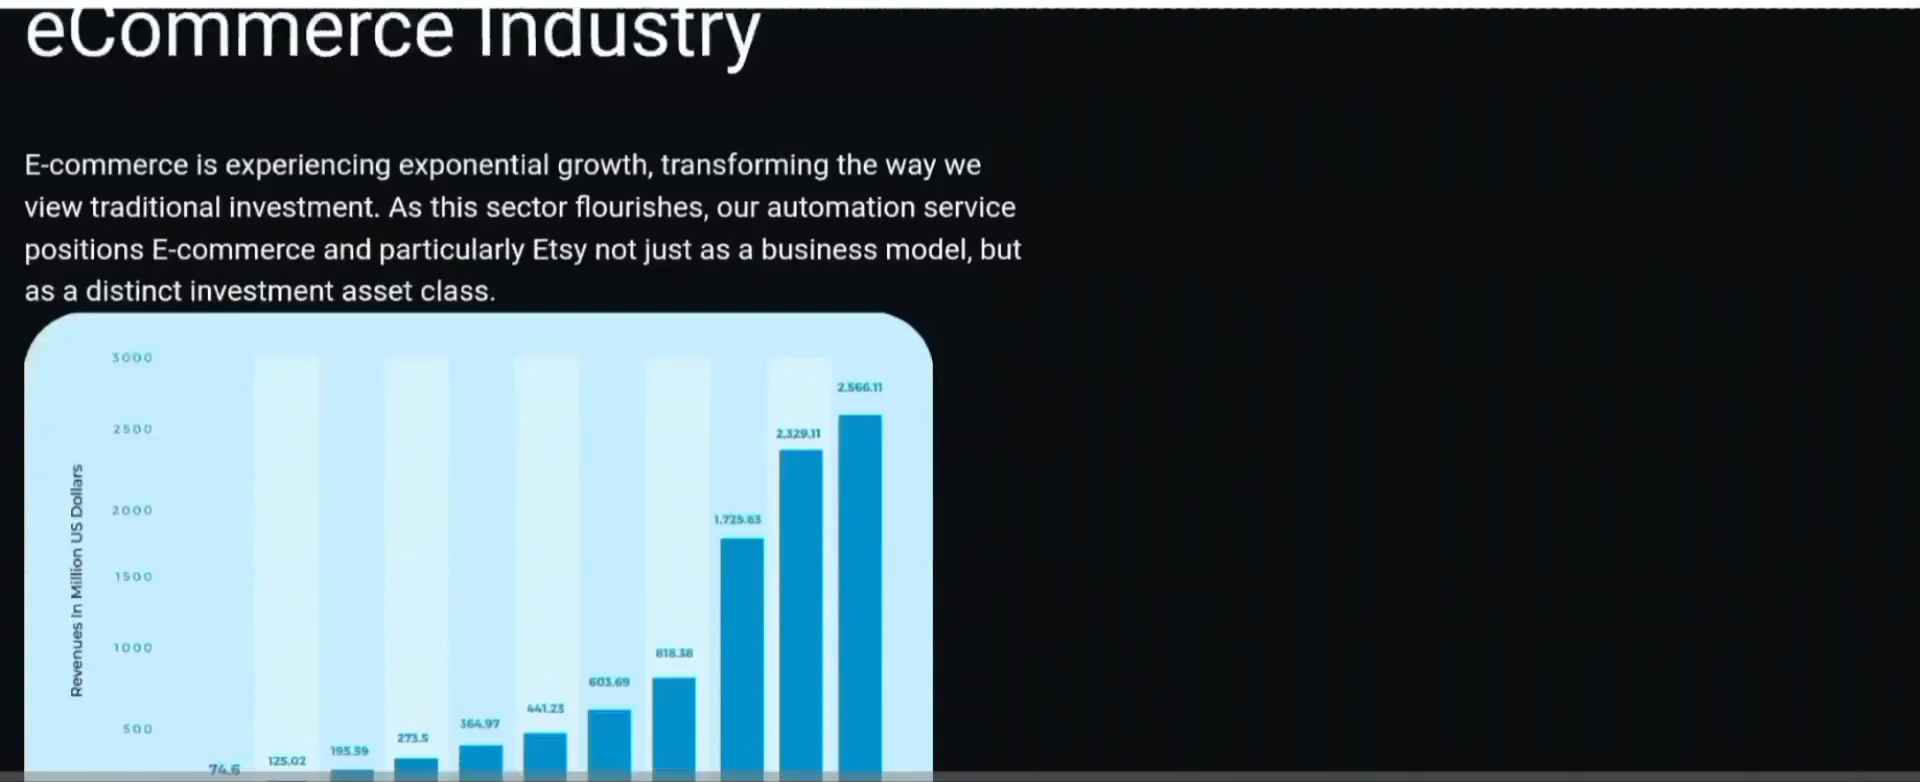 eCommerce Industry
E-commerce is experiencing exponential growth, transforming the way we
view traditional investment. As this sector flourishes, our automation service
positions E-commerce and particularly Etsy not just as a business model, but
as a distinct investment asset class.
3000
2500
2000
1500
1000
500
Revenues In Million US Dollars
74.6
125.02
195.59
273.5
364.97
441.23
603.69
818.38
1,725.63
2,329.11
2,566.11